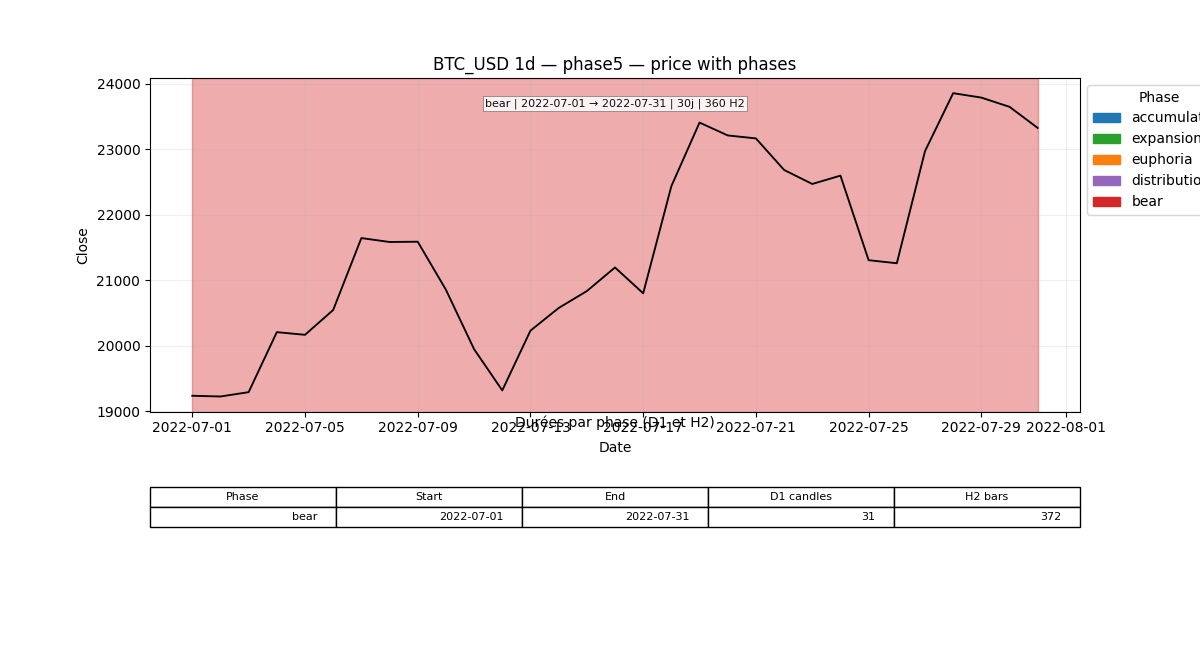 BTC_USD 1d — phase5 — price with phases
24000
23000
22000
21000
20000
19000
Close
bear | 2022-07-01 → 2022-07-31 | 30j | 360 H2
Phase
accumulat
expansion
euphoria
distributio
bear
Durées par phase (D1 et H2)
2022-07-01 2022-07-05 2022-07-09 2022-07-13 2022-07-17 2022-07-21 2022-07-25 2022-07-29 2022-08-01
Date
Phase Start End D1 candles H2 bars
bear 2022-07-01 2022-07-31 31 372